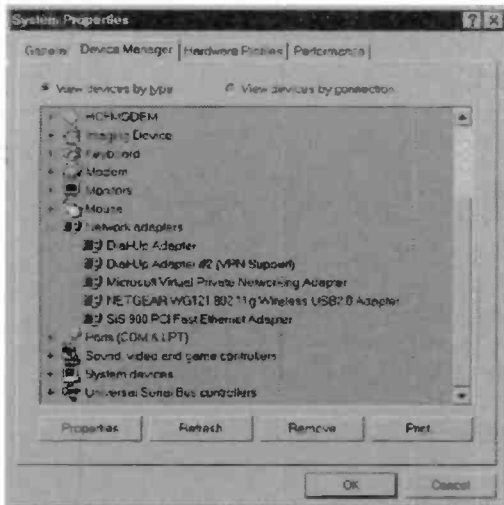 System Properties
General Device Manager Hardware Profiles Performance
View devices by type View devices by connection
HCFMODEM
Imaging Device
Keyboard
Modem
Monitors
Mouse
Network adapters
Dial-Up Adapter
Dial-Up Adapter #2 (VPN Support)
Microsoft Virtual Private Networking Adapter
NETGEAR WG121 802.11g Wireless USB2.0 Adapter
SiS 900 PCI Fast Ethernet Adapter
Ports (COM & LPT)
Sound, video and game controllers
System devices
Universal Serial Bus controllers
Properties Refresh Remove Print...
OK Cancel